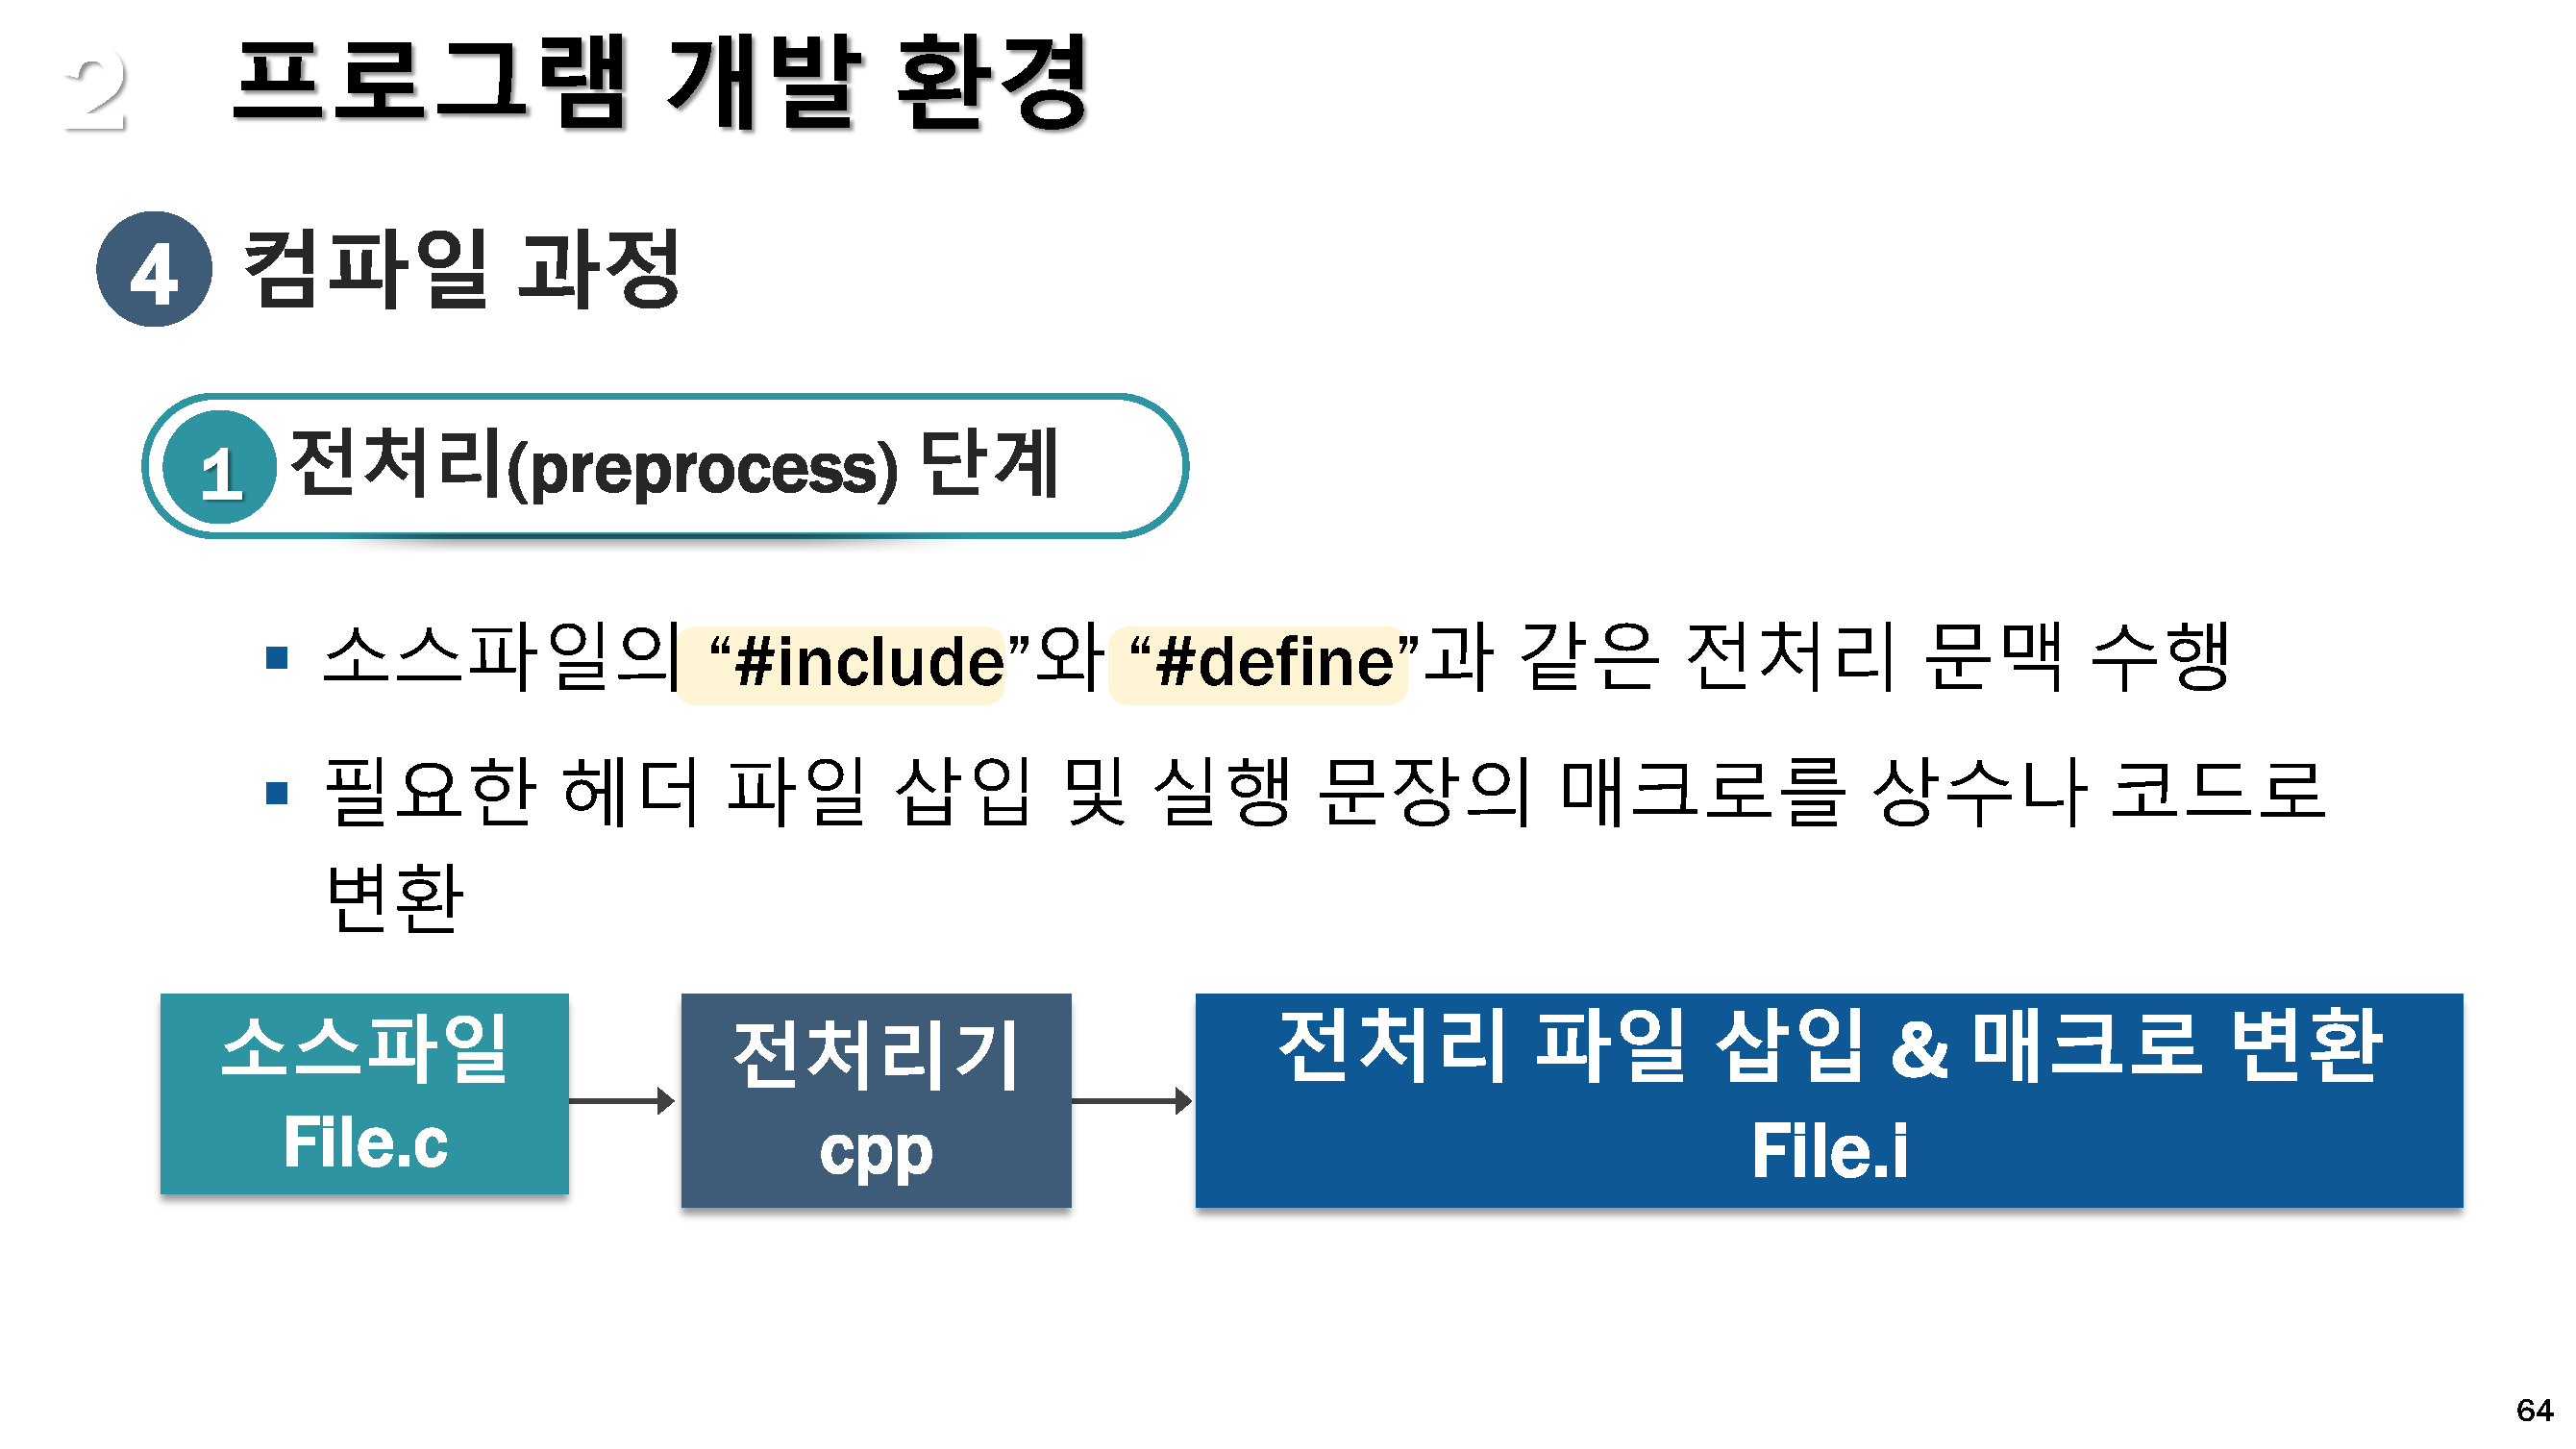 2 프로그램 개발 환경
4 컴파일 과정
1 전처리(preprocess) 단계
▪ 소스파일의 “#include”와 “#define”과 같은 전처리 문맥 수행
▪ 필요한 헤더 파일 삽입 및 실행 문장의 매크로를 상수나 코드로
변환
소스파일
File.c
전처리기
cpp
전처리 파일 삽입 & 매크로 변환
File.i
64